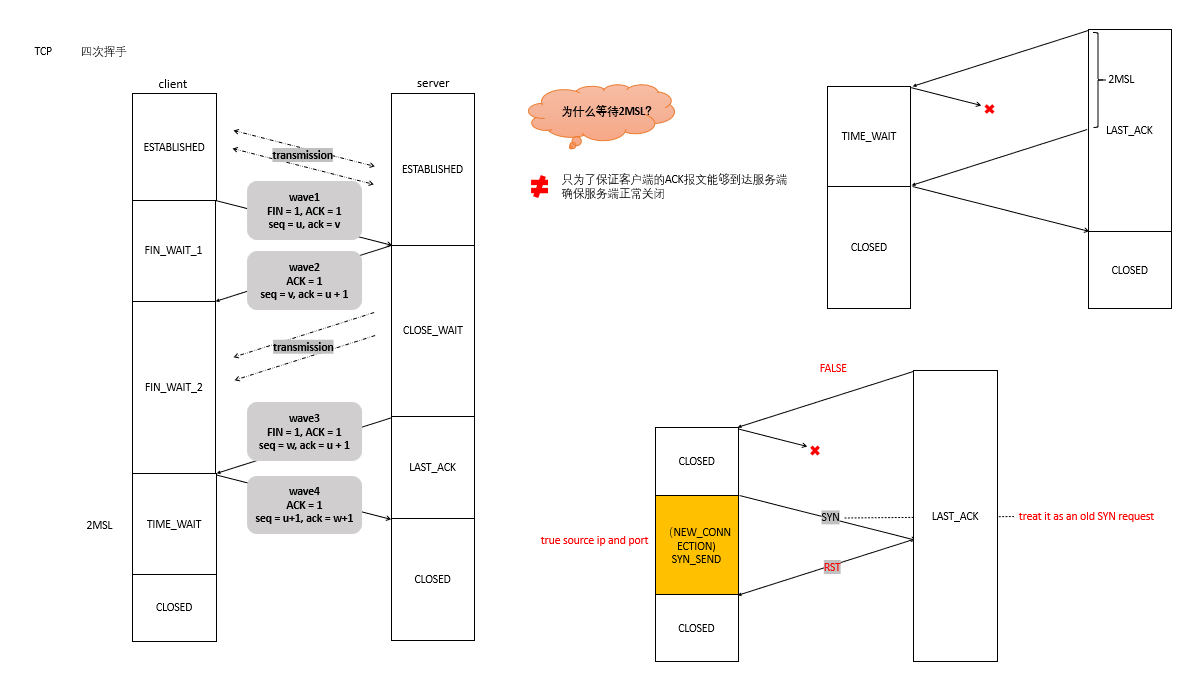 TCP 四次挥手
client
server
ESTABLISHED
transmission
ESTABLISHED
wave1
FIN = 1, ACK = 1
seq = u, ack = v
FIN_WAIT_1
wave2
ACK = 1
seq = v, ack = u + 1
CLOSE_WAIT
transmission
FIN_WAIT_2
wave3
FIN = 1, ACK = 1
seq = w, ack = u + 1
LAST_ACK
wave4
ACK = 1
seq = u+1, ack = w+1
2MSL
TIME_WAIT
CLOSED
CLOSED
为什么等待2MSL?
≠
只为了保证客户端的ACK报文能够到达服务端
确保服务端正常关闭
2MSL
TIME_WAIT
LAST_ACK
CLOSED
CLOSED
FALSE
CLOSED
true source ip and port
（NEW_CONN
ECTION)
SYN_SEND
SYN
RST
LAST_ACK
treat it as an old SYN request
CLOSED